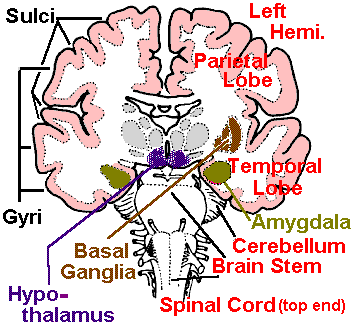 Sulci
Left
Hemi.
Parietal
Lobe
Temporal
Lobe
Gyri
Amygdala
Basal
Ganglia
Cerebellum
Brain Stem
Hypo-
thalamus
Spinal Cord (top end)